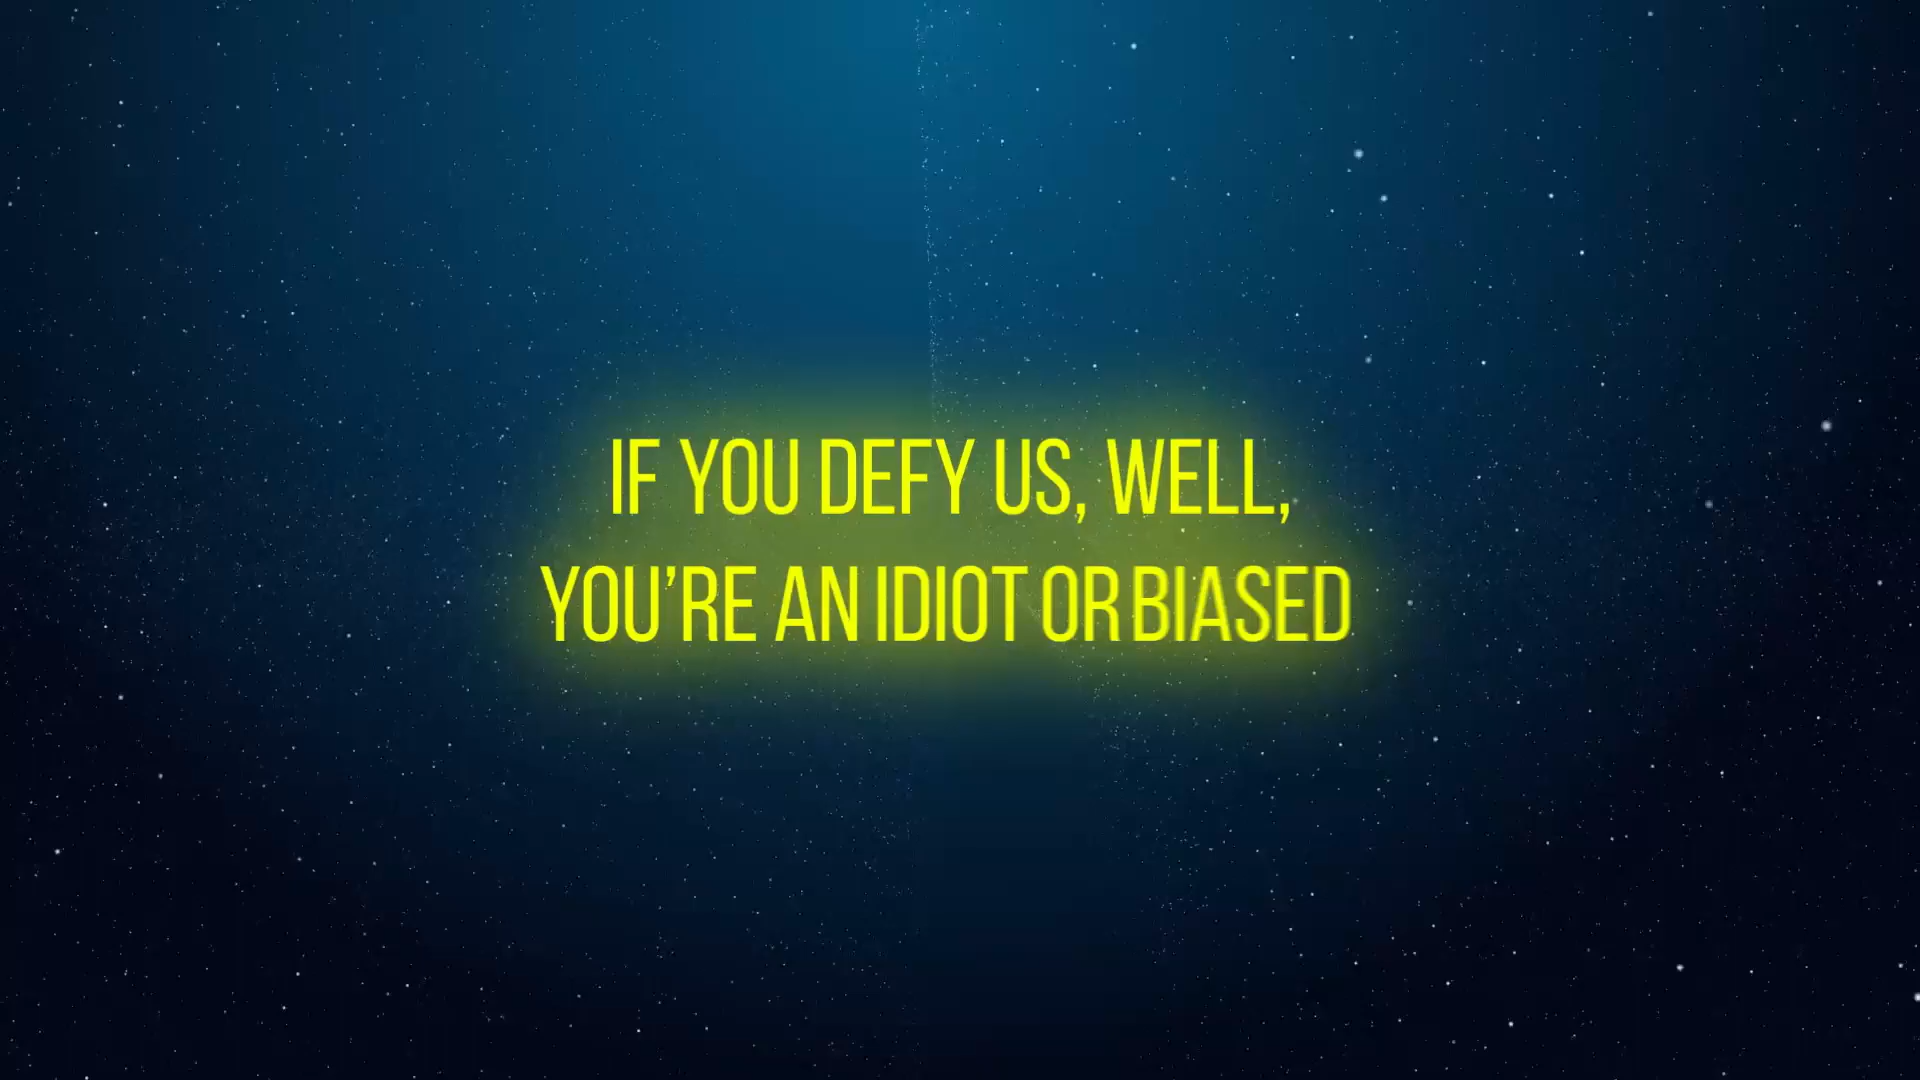 IF YOU DEFY US, WELL,
YOU’RE AN IDIOT OR BIASED